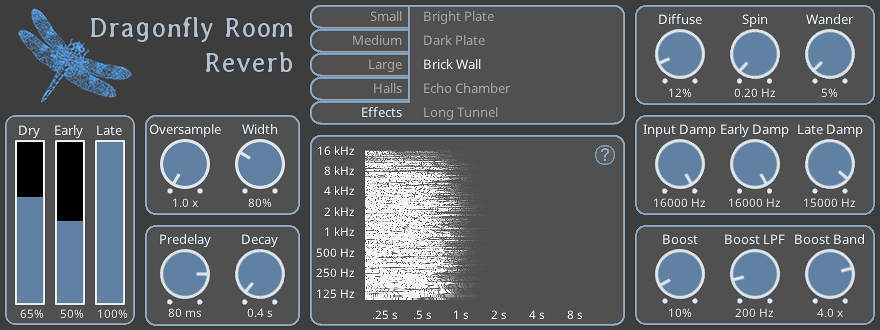 Dragonfly Room
Reverb
Small
Medium
Large
Halls
Effects
Bright Plate
Dark Plate
Brick Wall
Echo Chamber
Long Tunnel
Diffuse Spin Wander
12% 0.20 Hz 5%
Dry Early Late
65% 50% 100%
Oversample Width
1.0 x 80%
Predelay Decay
80 ms 0.4 s
?
16 kHz
8 kHz
4 kHz
2 kHz
1 kHz
500 Hz
250 Hz
125 Hz
.25 s .5 s 1 s 2 s 4 s 8 s
Input Damp Early Damp Late Damp
16000 Hz 16000 Hz 15000 Hz
Boost Boost LPF Boost Band
10% 200 Hz 4.0 x